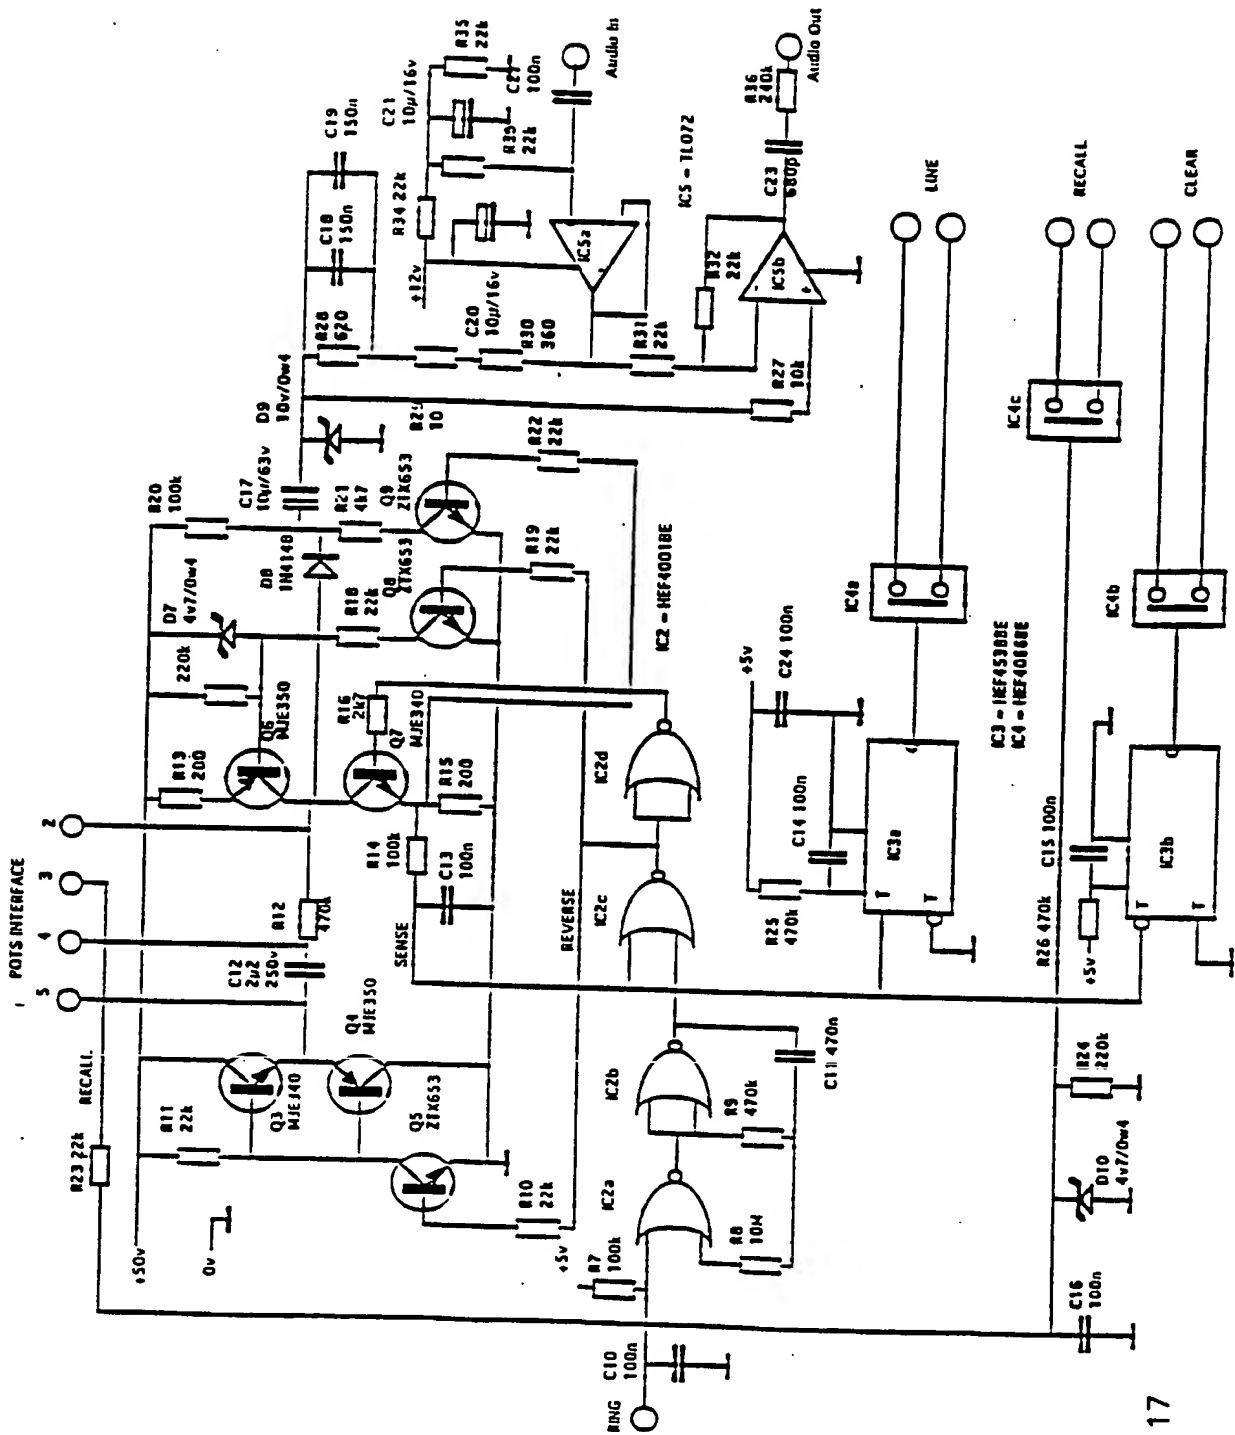 POTS INTERFACE
5
4
3
2
RECALL
R23 22k
+50v
0v
R11
22k
Q3
MJE340
Q4
MJE350
Q5
ZTX653
R10
22k
+5v
C12
2µ2
250v
R12
470k
SENSE
REVERSE
R13
200
Q6
MJE350
220k
D7
4v7/0w4
R20
100k
C17
10µ/63v
D8
1N4148
R18
22k
R21
4k7
Q8
ZTX653
Q9
ZTX653
R16
2k7
Q7
MJE340
R14
100k
C13
100n
R15
200
R19
22k
R22
22k
D9
10v/0w4
R28
620
C18
150n
C19
150n
10
C20
10µ/16v
R30
360
R31
22k
R27
10k
+12v
R34 22k
C21
10µ/16v
R35
22k
22k
100n
Audio In
IC5a
IC5 = TL072
R32
22k
IC5b
C23
680p
R36
240k
Audio Out
RING
C10
100n
R7
100k
IC2a
R8
10M
IC2b
R9
470k
C11 470n
IC2c
IC2d
IC2 = HEF4001BE
R25
470k
C14 100n
+5v
C24 100n
IC3a
T
IC4a
LINE
IC3 = HEF4538BE
IC4 = HEF4066BE
IC4c
RECALL
R26 470k
+5v
C15 100n
IC3b
T
T
IC4b
CLEAR
C16
100n
D10
4v7/0w4
R24
220k
17